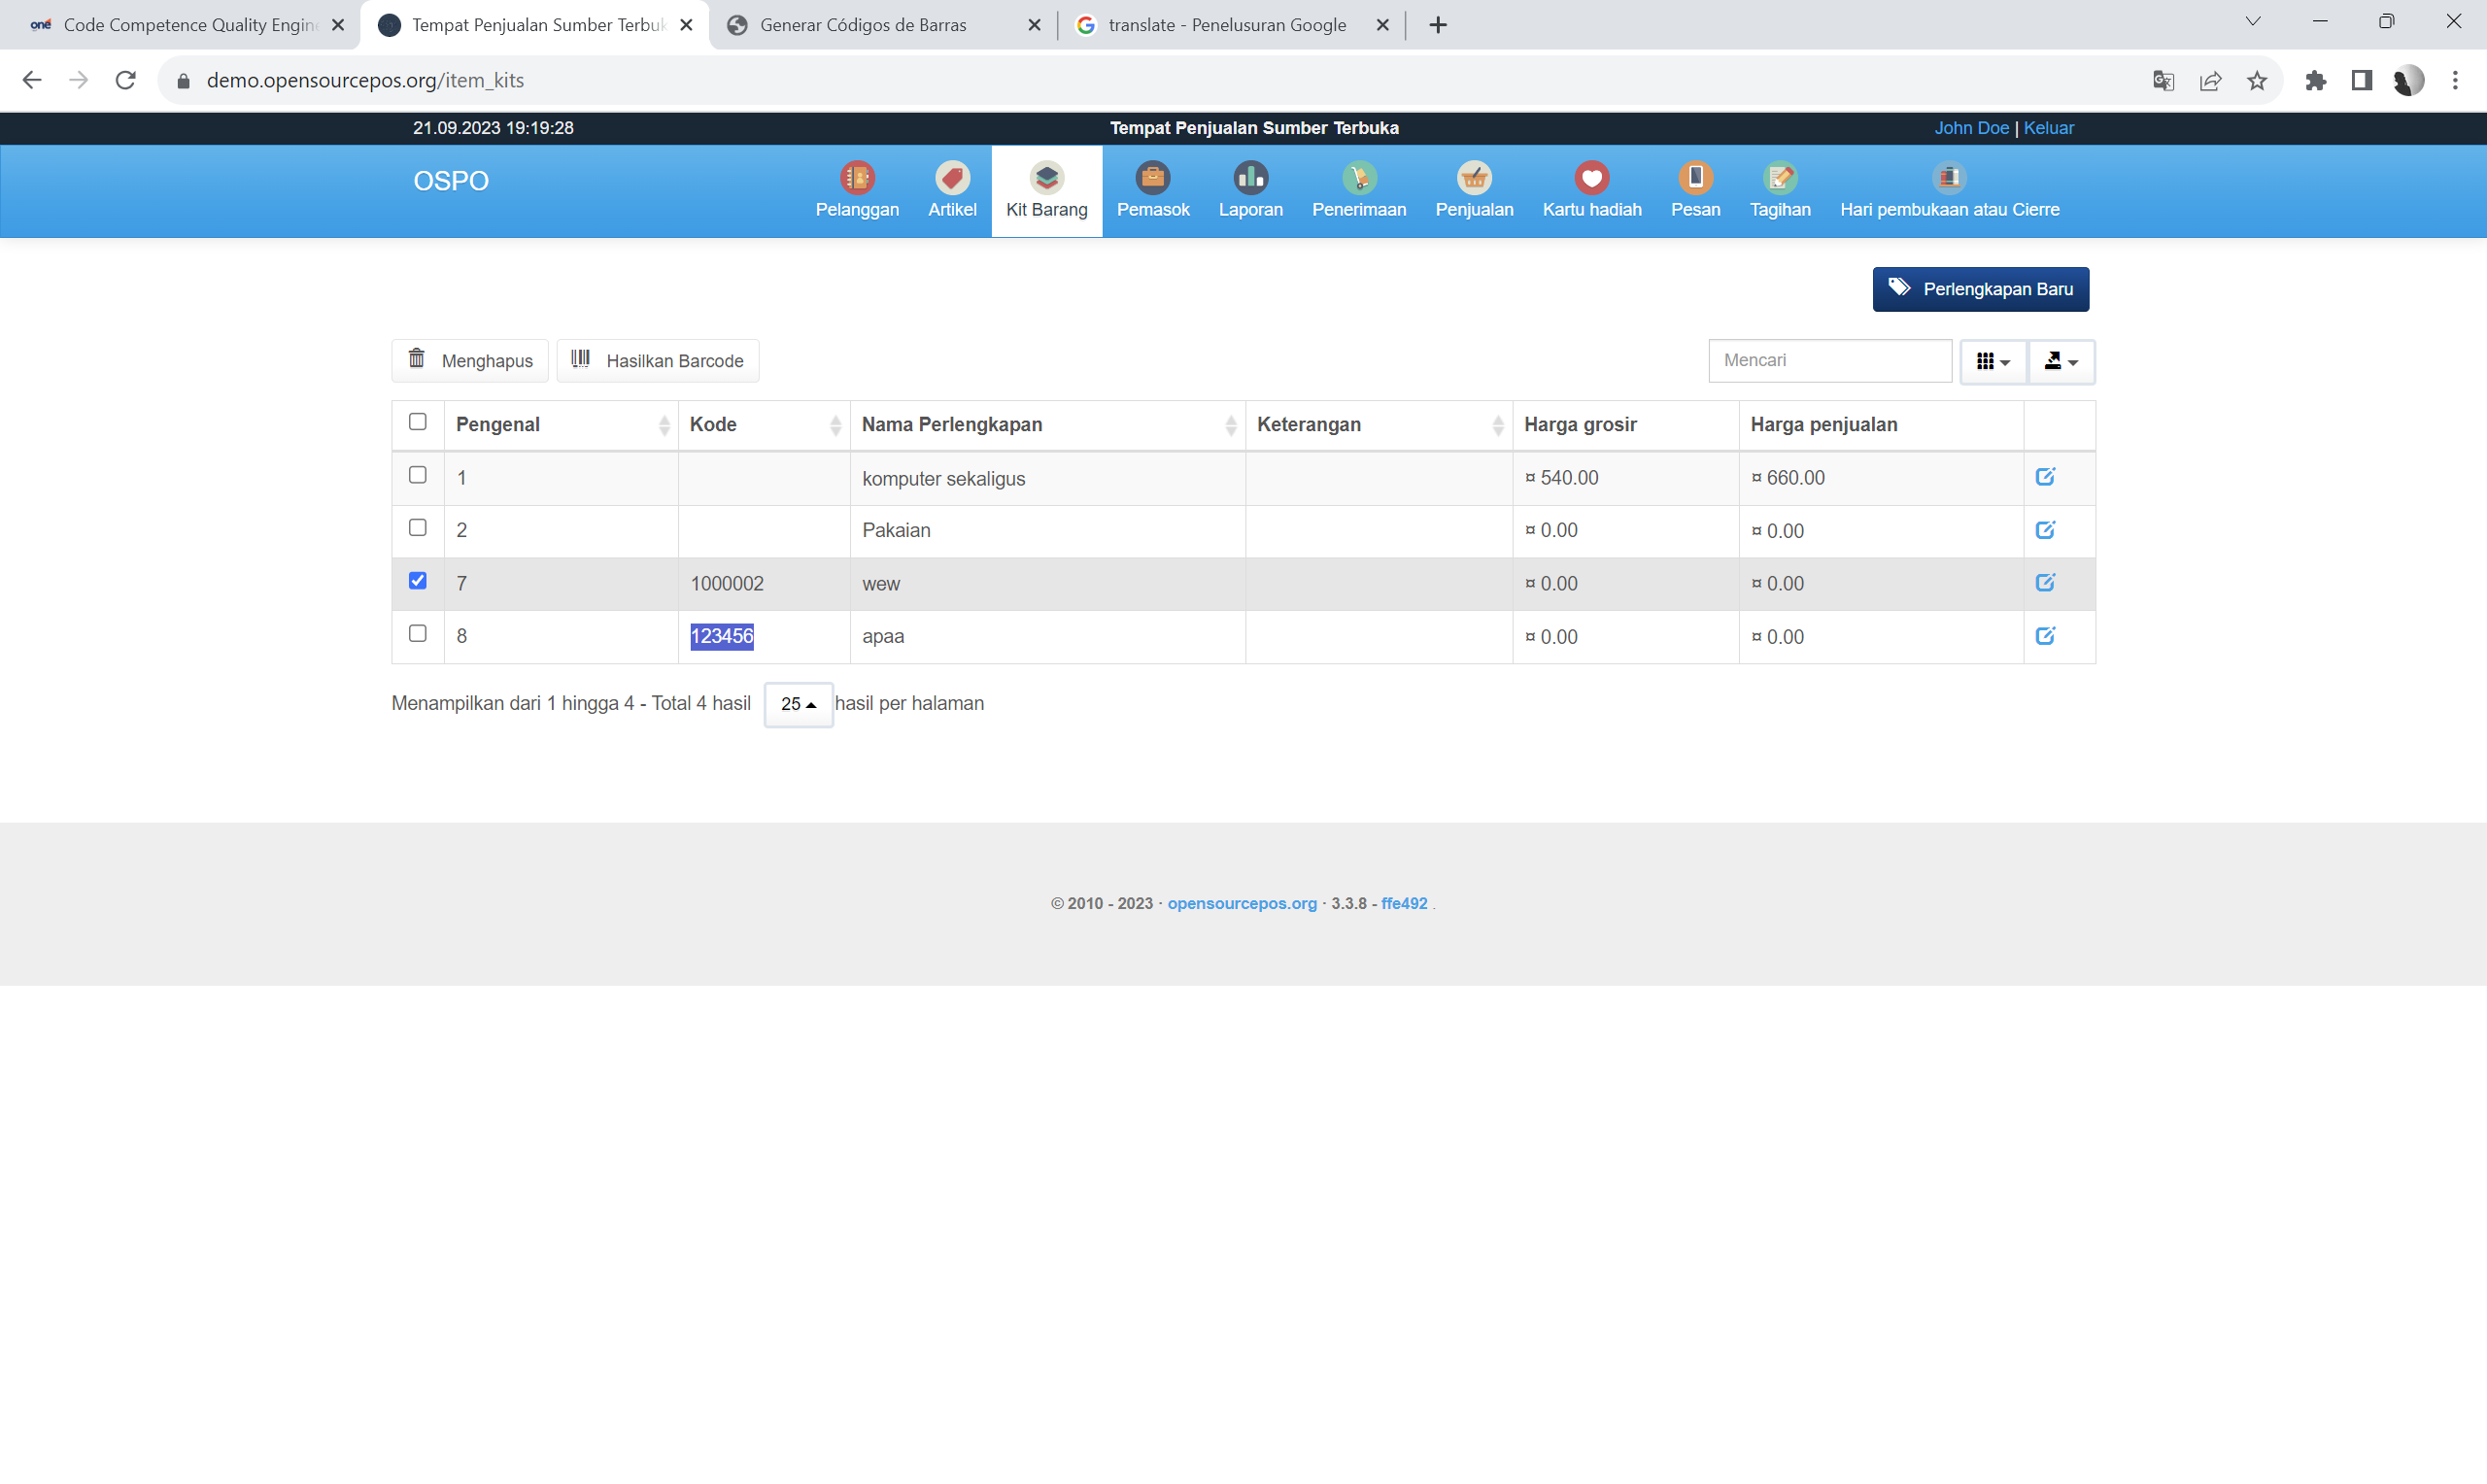 one Code Competence Quality Engine
Tempat Penjualan Sumber Terbuk
Generar Códigos de Barras
translate - Penelusuran Google
demo.opensourcepos.org/item_kits
21.09.2023 19:19:28 Tempat Penjualan Sumber Terbuka John Doe | Keluar
OSPO
Pelanggan Artikel Kit Barang Pemasok Laporan Penerimaan Penjualan Kartu hadiah Pesan Tagihan Hari pembukaan atau Cierre
Perlengkapan Baru
Menghapus Hasilkan Barcode Mencari
Pengenal Kode Nama Perlengkapan Keterangan Harga grosir Harga penjualan
1 komputer sekaligus ¤ 540.00 ¤ 660.00
2 Pakaian ¤ 0.00 ¤ 0.00
7 1000002 wew ¤ 0.00 ¤ 0.00
8 123456 apaa ¤ 0.00 ¤ 0.00
Menampilkan dari 1 hingga 4 - Total 4 hasil 25 hasil per halaman
© 2010 - 2023 · opensourcepos.org · 3.3.8 - ffe492 .